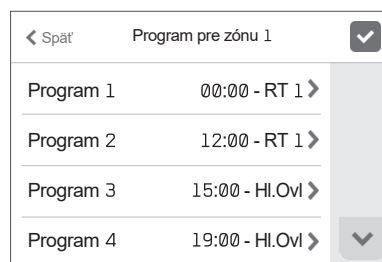 Späť Program pre zónu 1
Program 1 00:00 - RT 1
Program 2 12:00 - RT 1
Program 3 15:00 - Hl.Ovl
Program 4 19:00 - Hl.Ovl